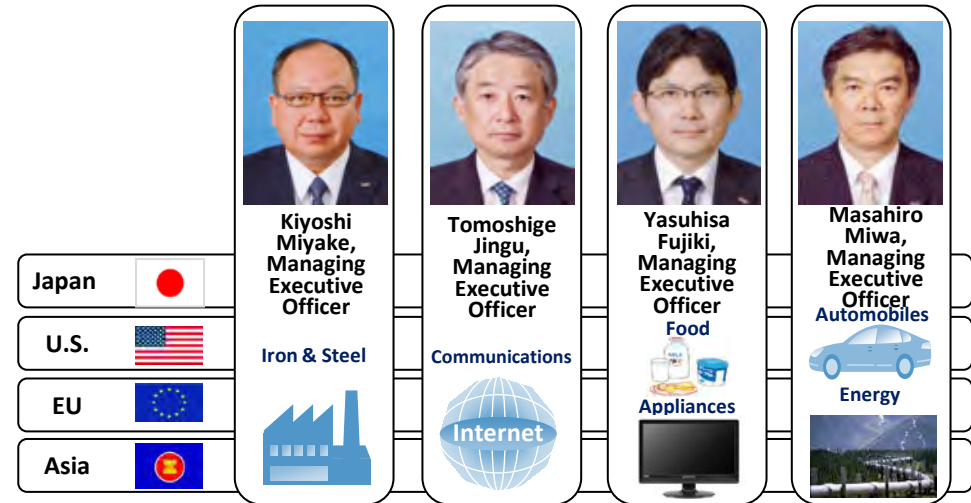 Kiyoshi
Miyake,
Managing
Executive
Officer
Tomoshige
Jingu,
Managing
Executive
Officer
Yasuhisa
Fujiki,
Managing
Executive
Officer
Masahiro
Miwa,
Managing
Executive
Officer
Japan
U.S.
EU
Asia
Iron & Steel
Communications
Internet
Food
MILK
Appliances
Automobiles
Energy